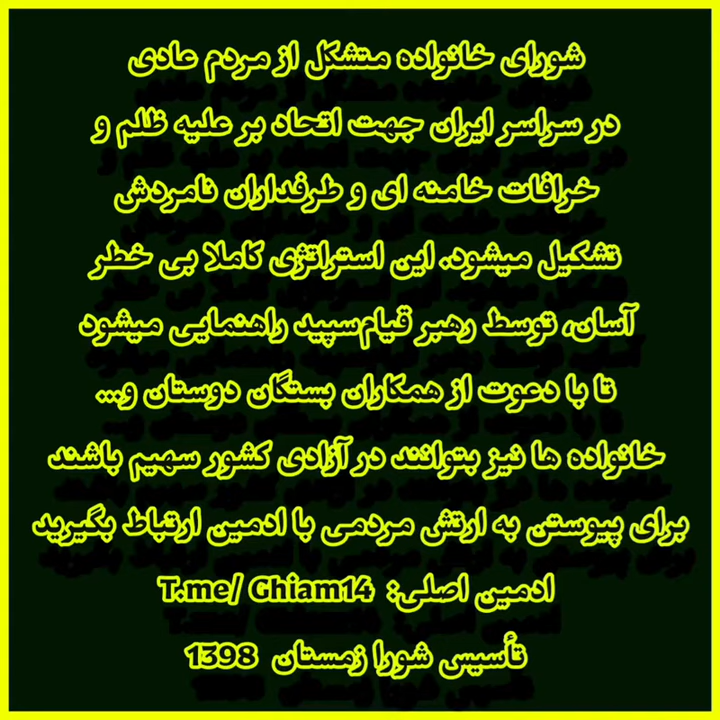 شورای خانواده متشکل از مردم عادی
در سراسر ایران جهت اتحاد بر علیه ظلم و
خرافات خامنه ای و طرفداران نامردش
تشکیل میشود. این استراتژی کاملا بی خطر
آسان، توسط رهبر قیام‌سپید راهنمایی میشود
تا با دعوت از همکاران بستگان دوستان و...
خانواده ها نیز بتوانند در آزادی کشور سهیم باشند
برای پیوستن به ارتش مردمی با ادمین ارتباط بگیرید
ادمین اصلی: T.me/ Ghiam14
تأسیس شورا زمستان 1398